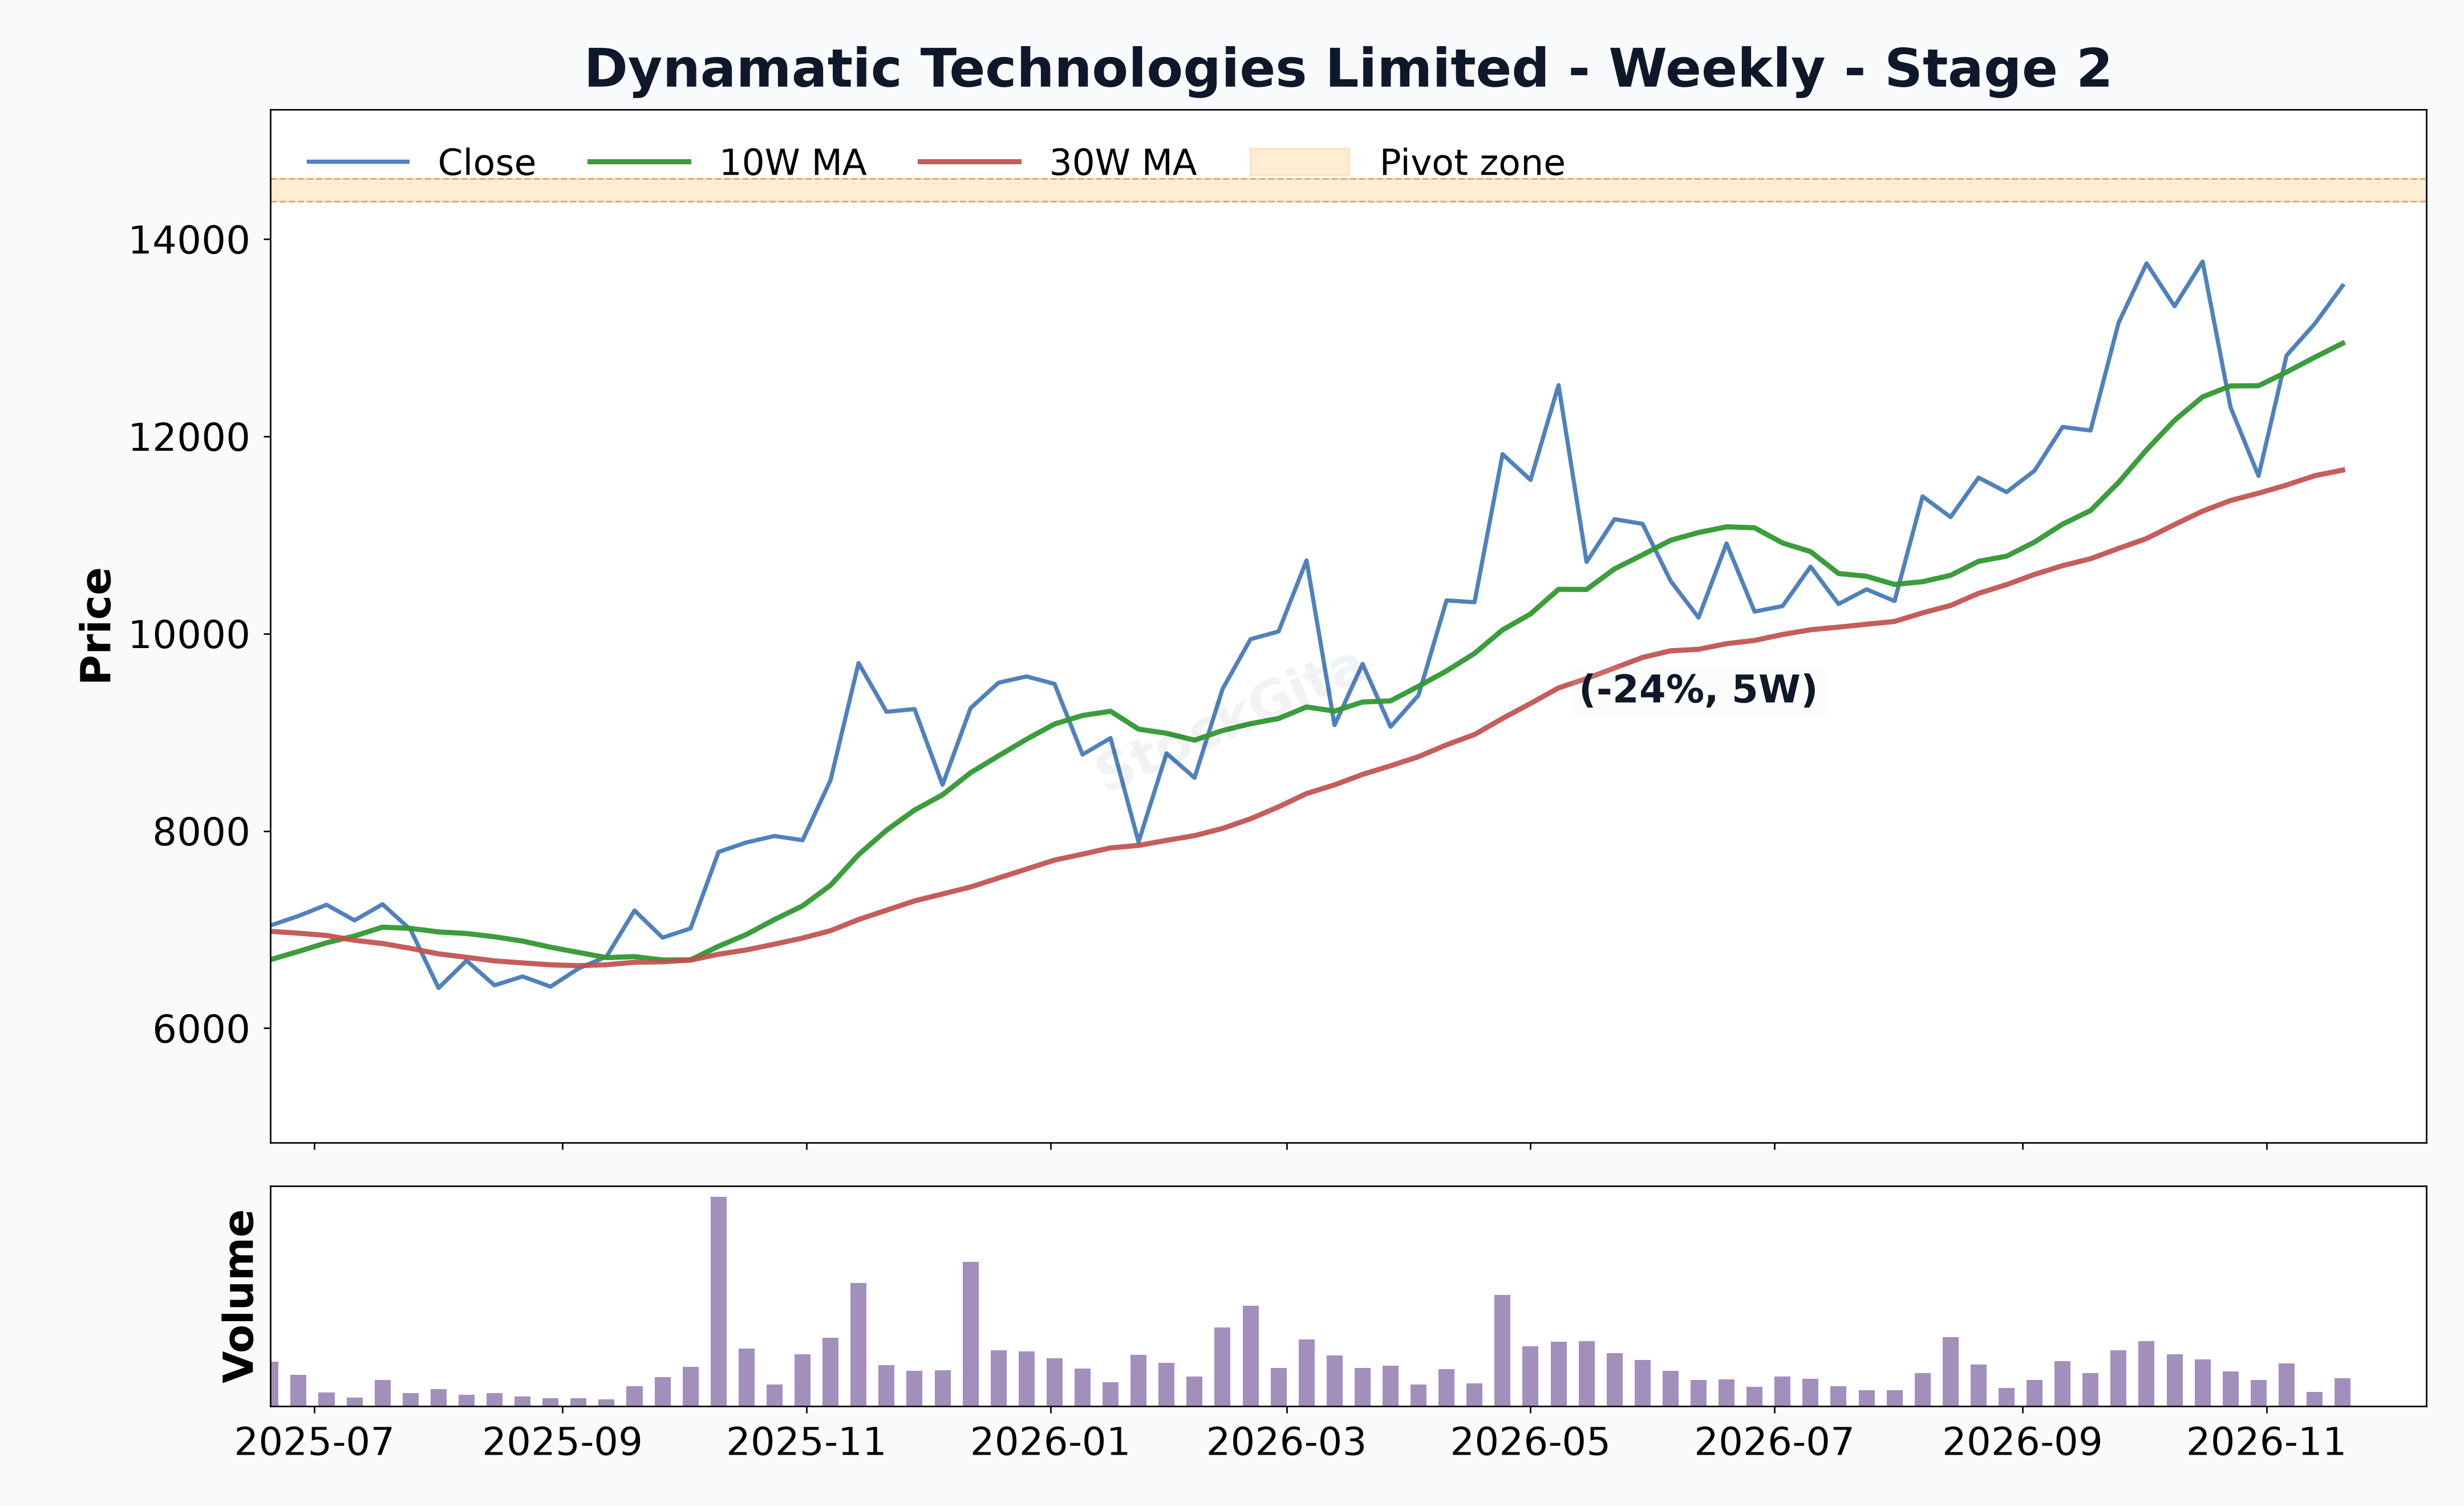 Dynamatic Technologies Limited - Weekly - Stage 2
Close
10W MA
30W MA
Pivot zone
Price
14000
12000
10000
8000
6000
StockGita
(-24%, 5W)
Volume
2025-07
2025-09
2025-11
2026-01
2026-03
2026-05
2026-07
2026-09
2026-11